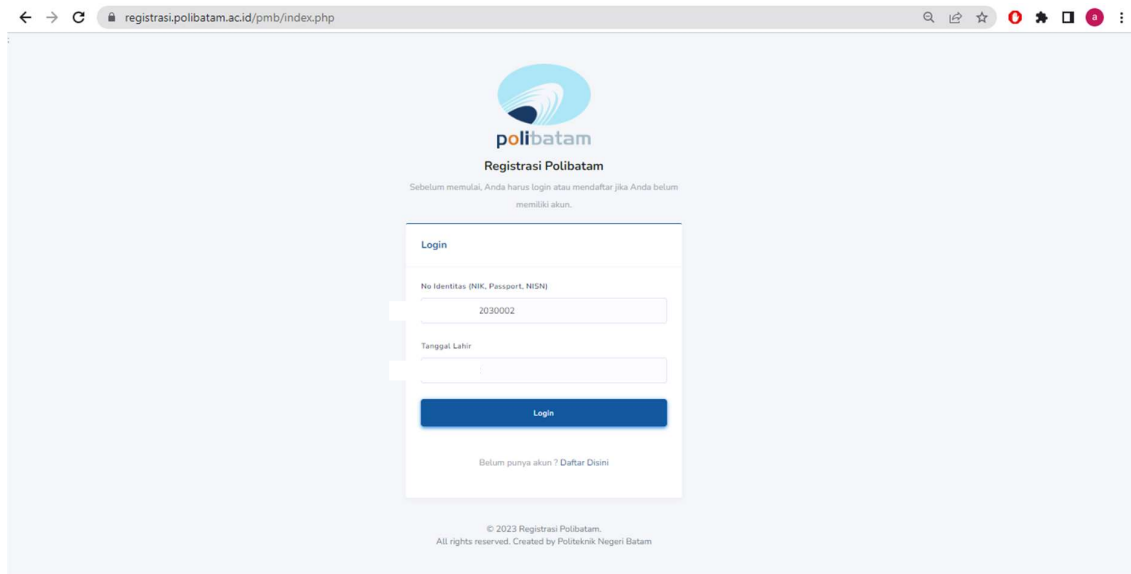 registrasi.polibatam.ac.id/pmb/index.php
a
polibatam
Registrasi Polibatam
Sebelum memulai, Anda harus login atau mendaftar jika Anda belum
memiliki akun.
Login
No Identitas (NIK, Passport, NISN)
2030002
Tanggal Lahir
Login
Belum punya akun ? Daftar Disini
© 2023 Registrasi Polibatam.
All rights reserved. Created by Politeknik Negeri Batam